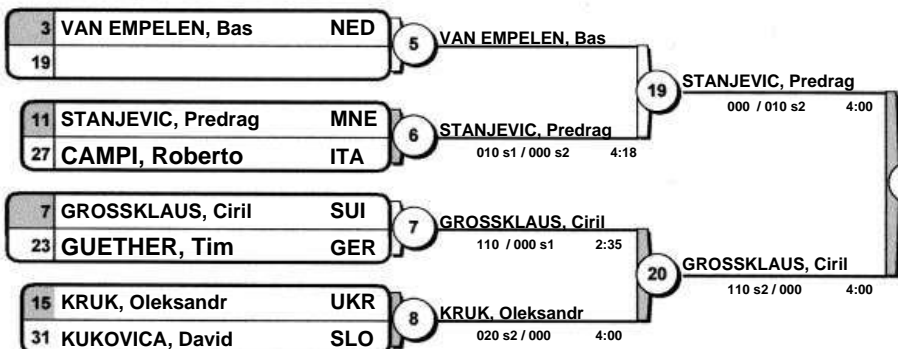 3 VAN EMPELEN, Bas NED
19
5 VAN EMPELEN, Bas
11 STANJEVIC, Predrag MNE
27 CAMPI, Roberto ITA
6 STANJEVIC, Predrag
010 s1 / 000 s2 4:18
19 STANJEVIC, Predrag
000 / 010 s2 4:00
7 GROSSKLAUS, Ciril SUI
23 GUETHER, Tim GER
7 GROSSKLAUS, Ciril
110 / 000 s1 2:35
15 KRUK, Oleksandr UKR
31 KUKOVICA, David SLO
8 KRUK, Oleksandr
020 s2 / 000 4:00
20 GROSSKLAUS, Ciril
110 s2 / 000 4:00